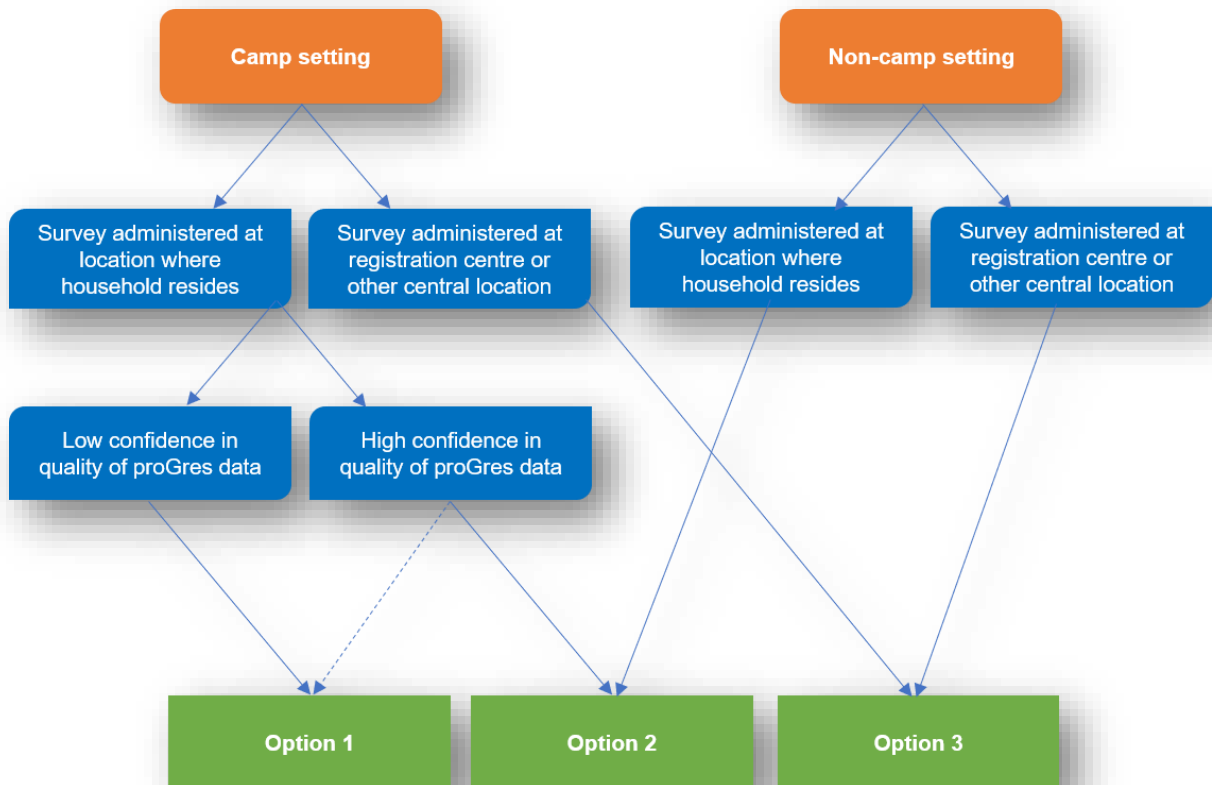 Camp setting
Non-camp setting
Survey administered at
location where
household resides
Survey administered at
registration centre or
other central location
Survey administered at
location where
household resides
Survey administered at
registration centre or
other central location
Low confidence in
quality of proGres data
High confidence in
quality of proGres data
Option 1
Option 2
Option 3